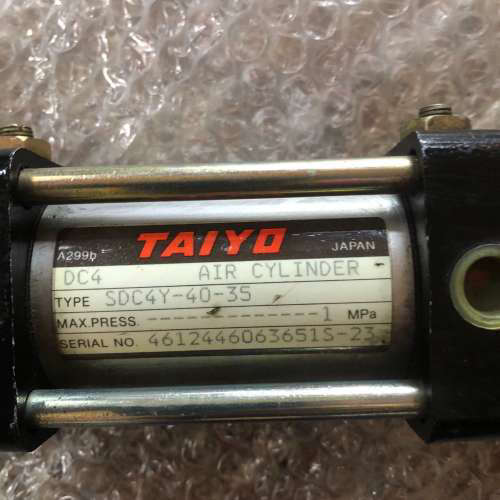 TAIYO
A299b JAPAN
DC4 AIR CYLINDER
TYPE SDC4Y-40-35
MAX.PRESS. -------------1 MPa
SERIAL NO. 4612446063651S-23